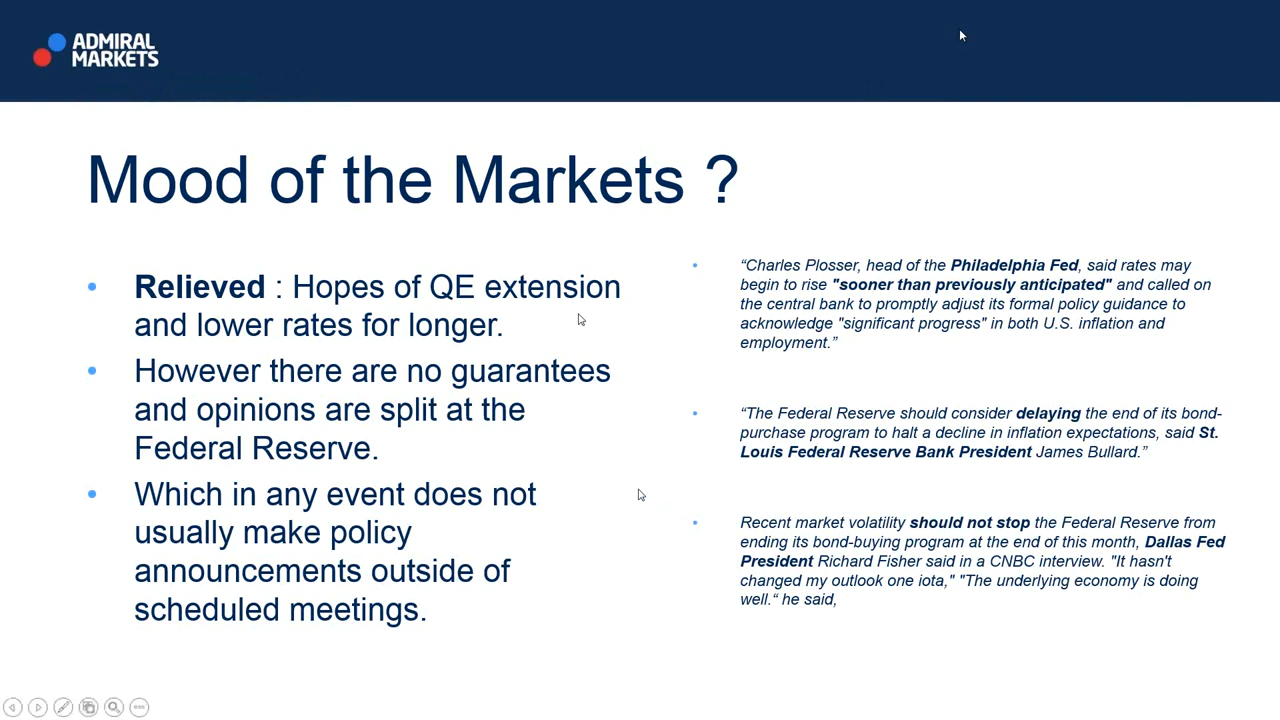 ADMIRAL
MARKETS
Mood of the Markets ?
• Relieved : Hopes of QE extension
and lower rates for longer.
• However there are no guarantees
and opinions are split at the
Federal Reserve.
• Which in any event does not
usually make policy
announcements outside of
scheduled meetings.
• “Charles Plosser, head of the Philadelphia Fed, said rates may
begin to rise "sooner than previously anticipated" and called on
the central bank to promptly adjust its formal policy guidance to
acknowledge "significant progress" in both U.S. inflation and
employment.”
• “The Federal Reserve should consider delaying the end of its bond-
purchase program to halt a decline in inflation expectations, said St.
Louis Federal Reserve Bank President James Bullard.”
• Recent market volatility should not stop the Federal Reserve from
ending its bond-buying program at the end of this month, Dallas Fed
President Richard Fisher said in a CNBC interview. "It hasn't
changed my outlook one iota," "The underlying economy is doing
well.“ he said,